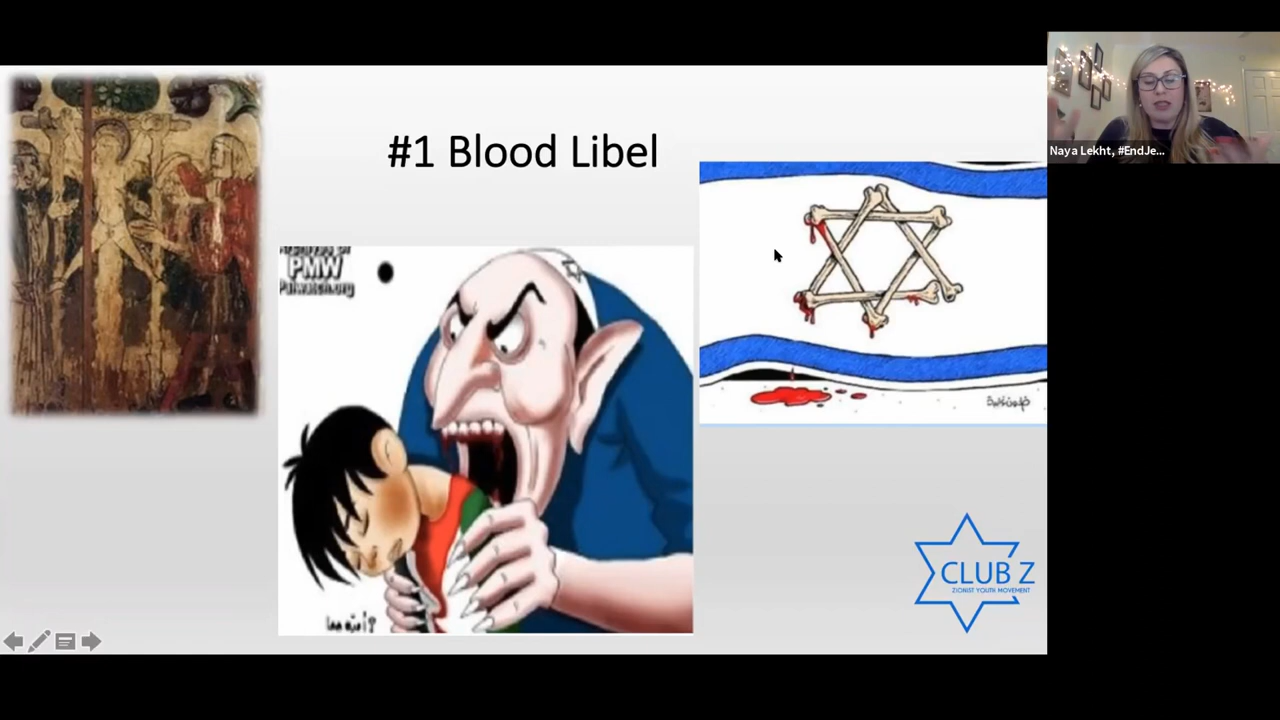 #1 Blood Libel
PMW
Palwatch.org
CLUB Z
ZIONIST YOUTH MOVEMENT
Naya Lekht, #EndJe...